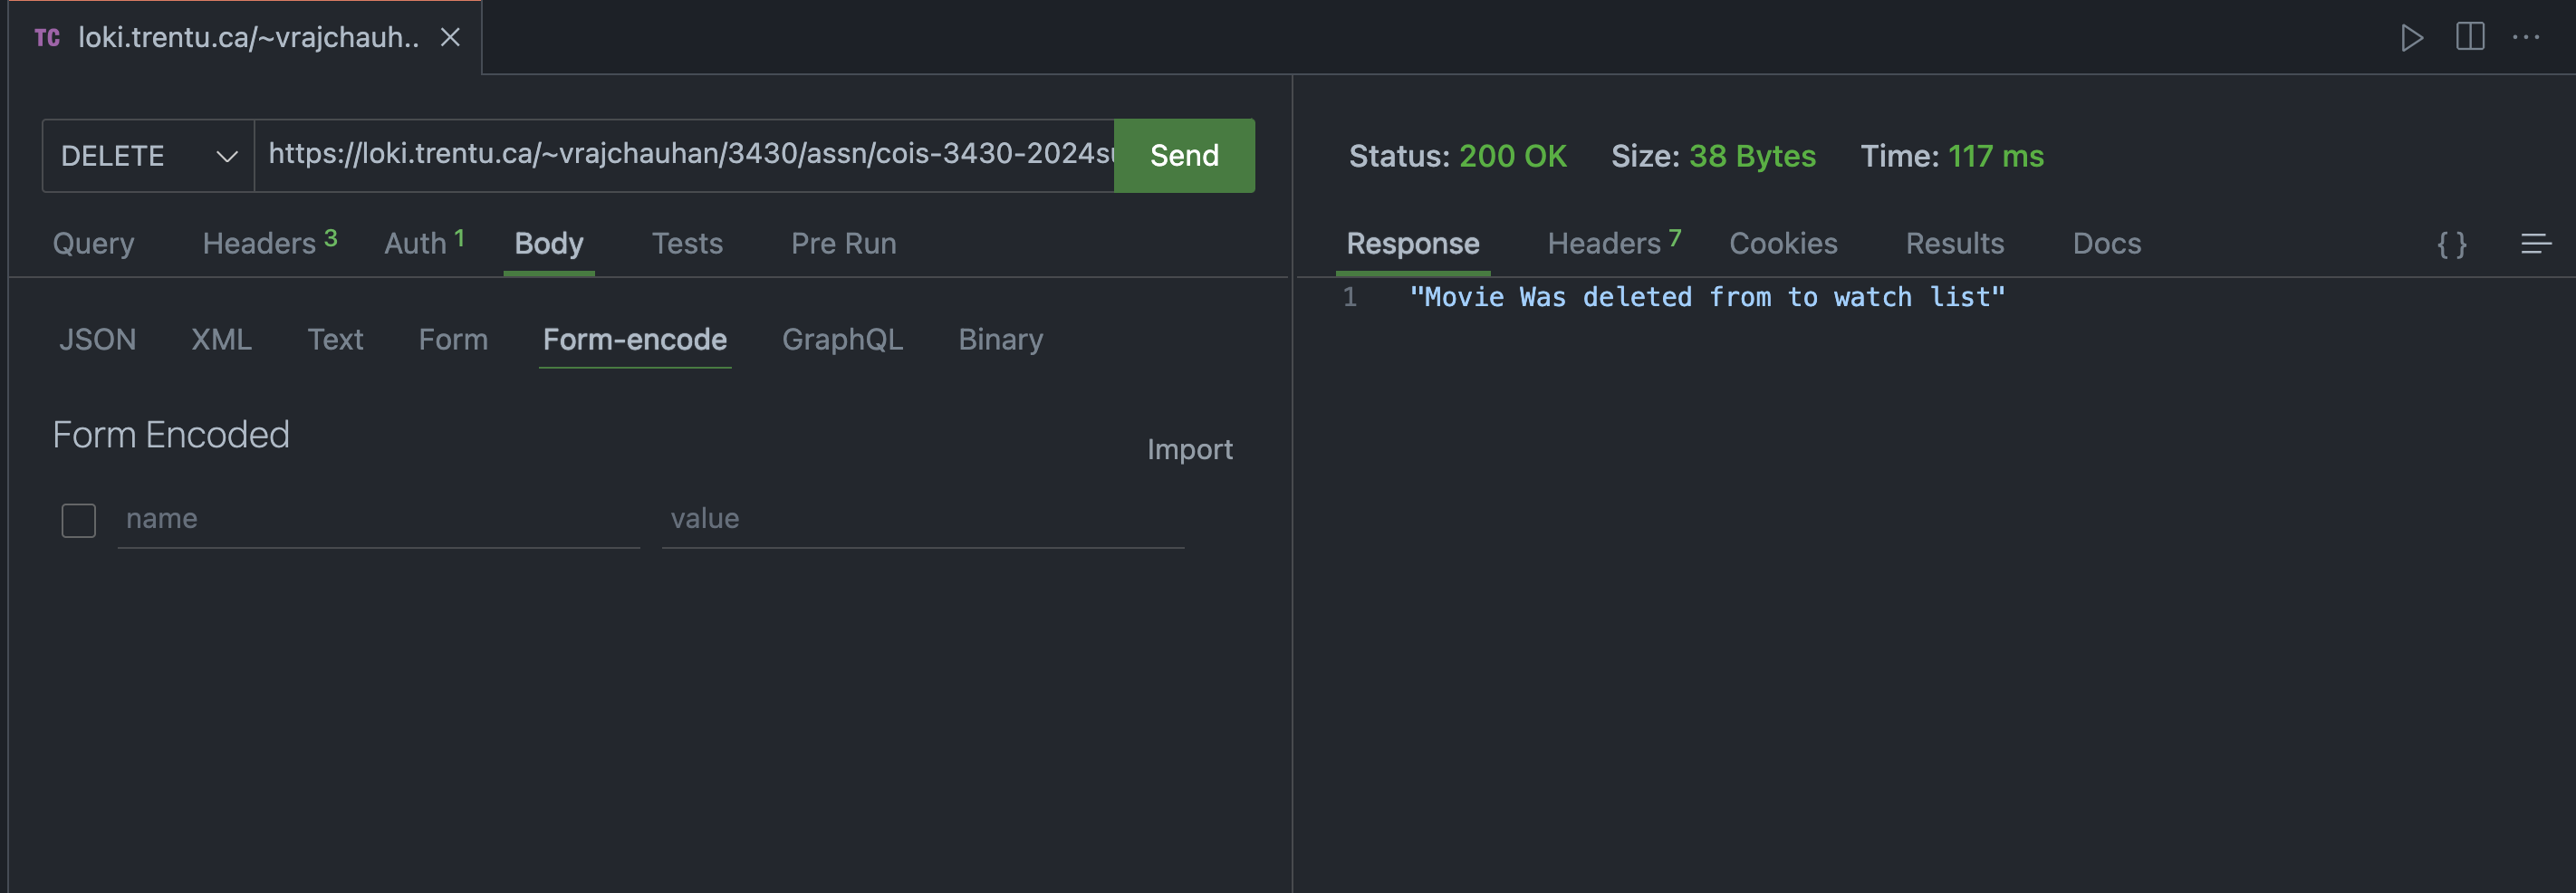 TC loki.trentu.ca/~vrajchauh..
DELETE https://loki.trentu.ca/~vrajchauhan/3430/assn/cois-3430-2024su Send
Query Headers 3 Auth 1 Body Tests Pre Run
JSON XML Text Form Form-encode GraphQL Binary
Form Encoded
Import
name value
Status: 200 OK Size: 38 Bytes Time: 117 ms
Response Headers 7 Cookies Results Docs { }
1 "Movie Was deleted from to watch list"